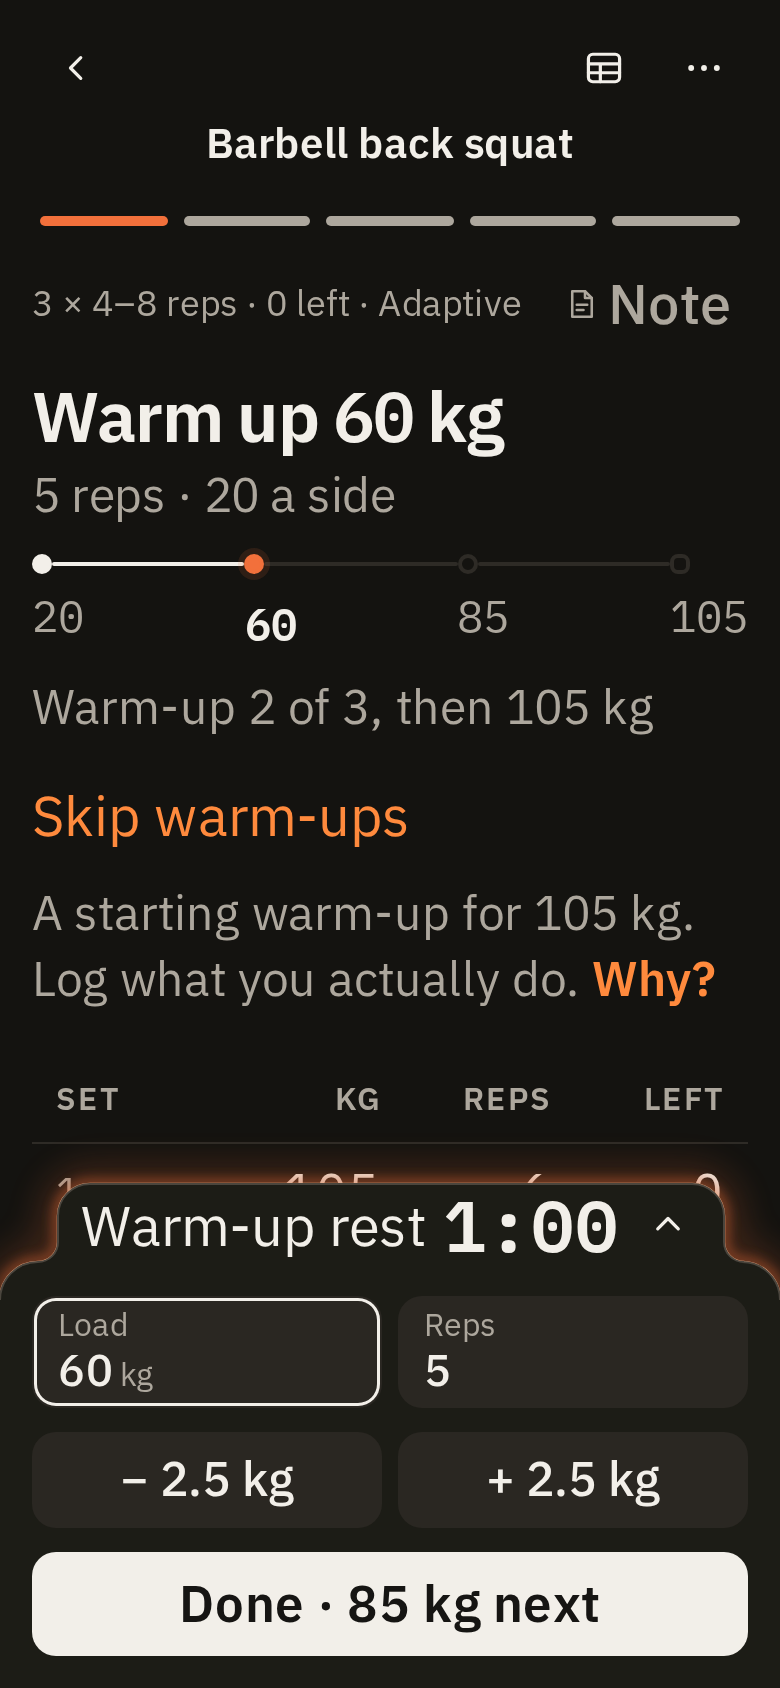 Barbell back squat
3 × 4–8 reps · 0 left · Adaptive
Note
Warm up 60 kg
5 reps · 20 a side
20 60 85 105
Warm-up 2 of 3, then 105 kg
Skip warm-ups
A starting warm-up for 105 kg.
Log what you actually do. Why?
SET KG REPS LEFT
Warm-up rest 1:00
Load
60 kg
Reps
5
− 2.5 kg
+ 2.5 kg
Done · 85 kg next